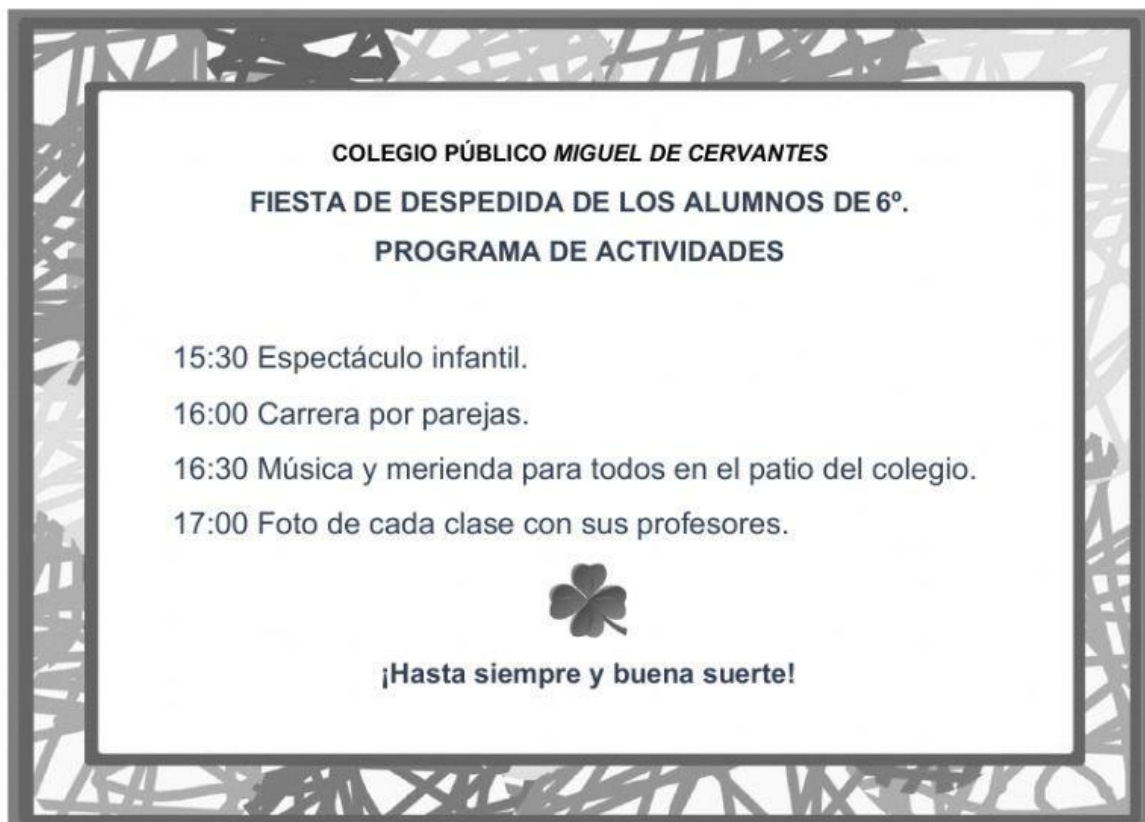 COLEGIO PÚBLICO MIGUEL DE CERVANTES
FIESTA DE DESPEDIDA DE LOS ALUMNOS DE 6º.
PROGRAMA DE ACTIVIDADES
15:30 Espectáculo infantil.
16:00 Carrera por parejas.
16:30 Música y merienda para todos en el patio del colegio.
17:00 Foto de cada clase con sus profesores.
¡Hasta siempre y buena suerte!